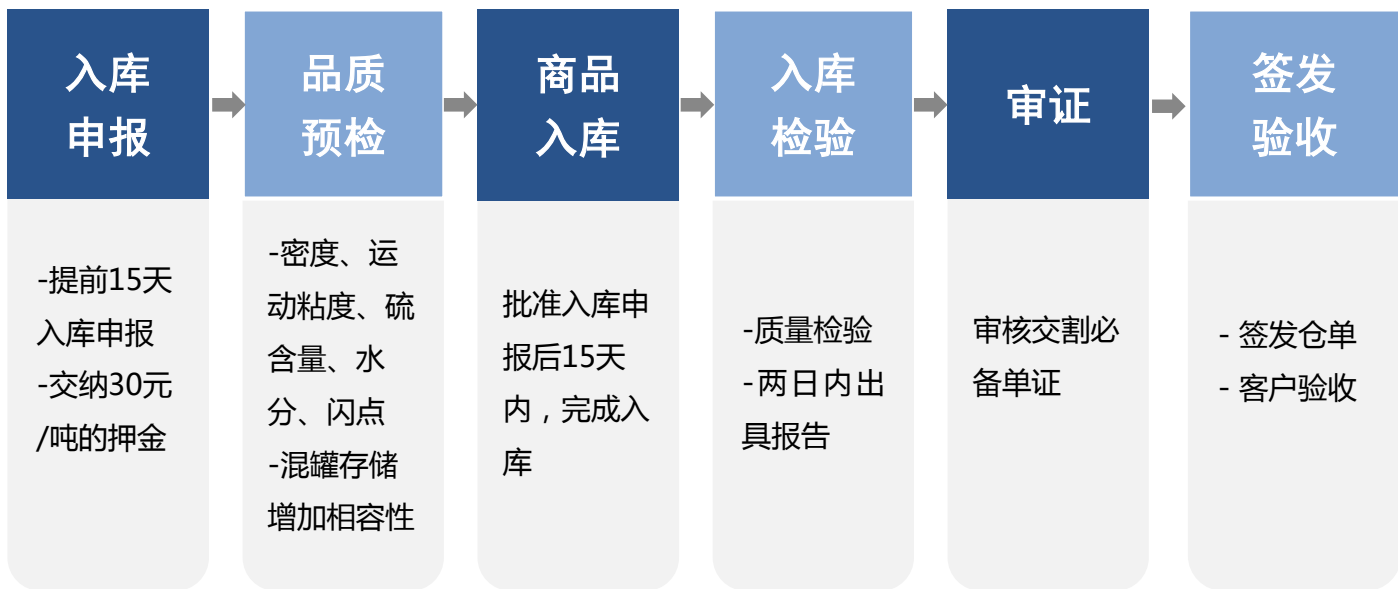 入库
申报
品质
预检
商品
入库
入库
检验
审证
签发
验收
-提前15天
入库申报
-交纳30元
/吨的押金
-密度、运
动粘度、硫
含量、水
分、闪点
-混罐存储
增加相容性
批准入库申
报后15天
内，完成入
库
-质量检验
-两日内出
具报告
审核交割必
备单证
- 签发仓单
- 客户验收